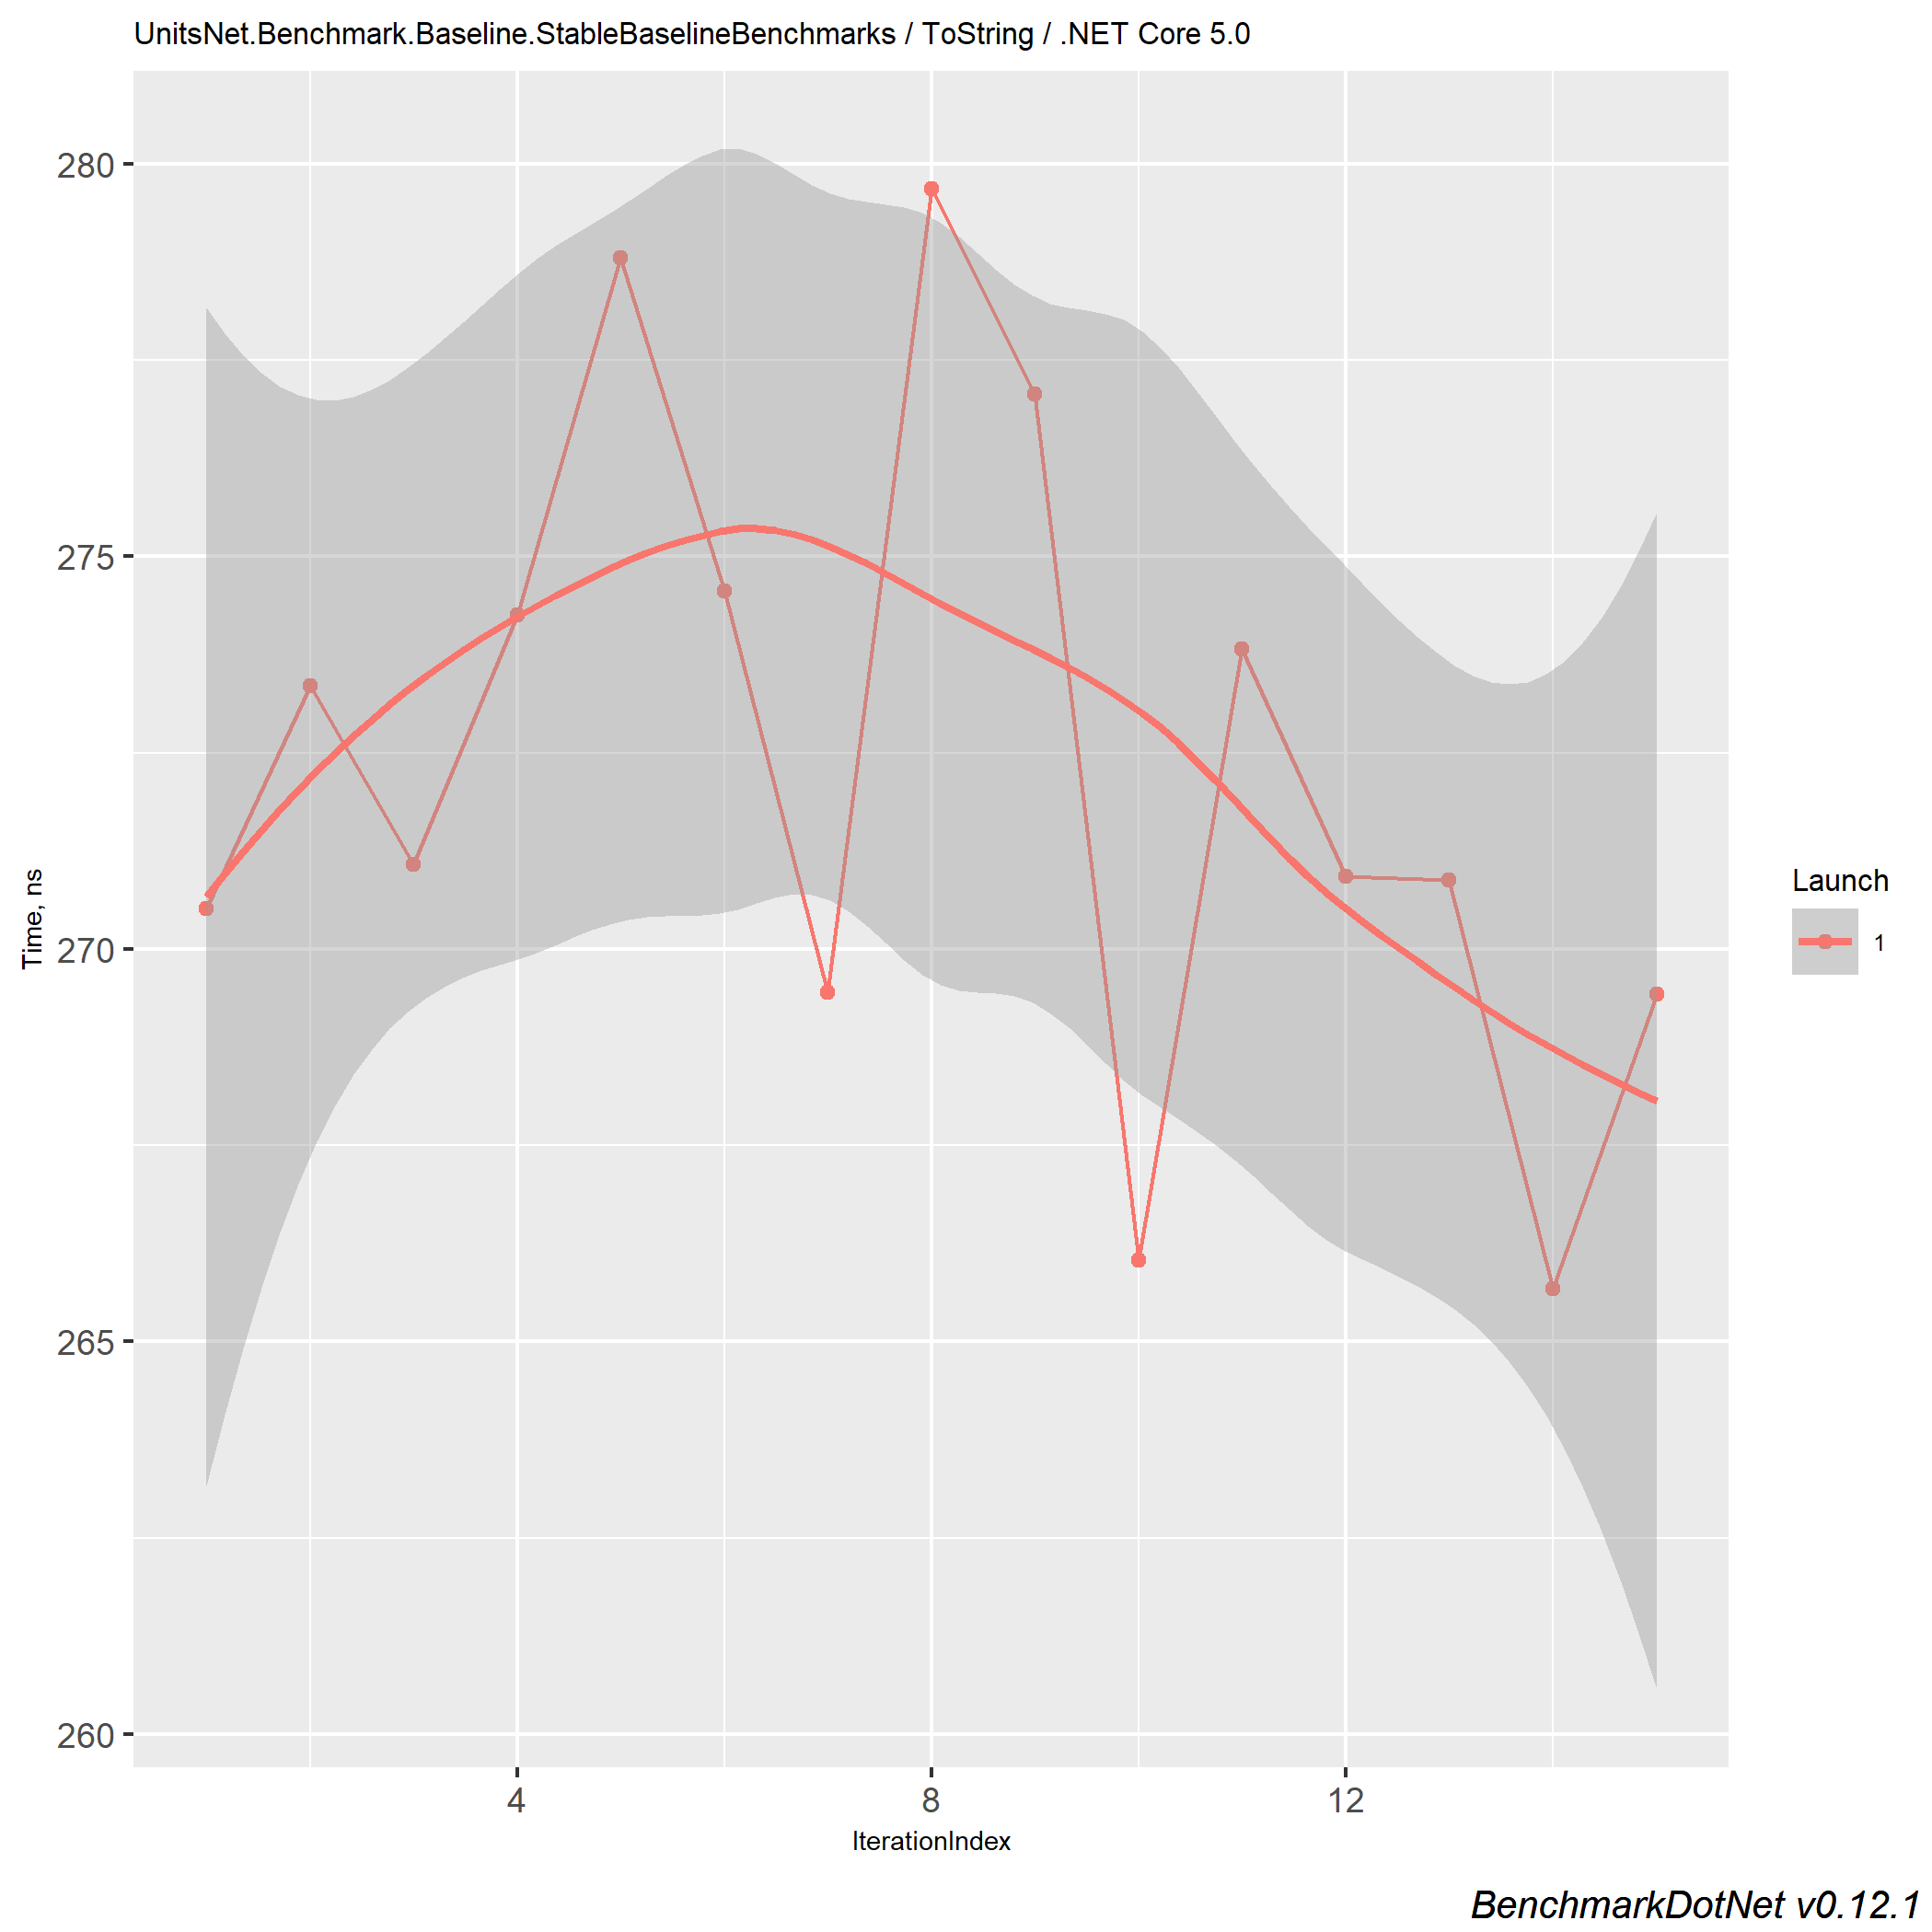 UnitsNet.Benchmark.Baseline.StableBaselineBenchmarks / ToString / .NET Core 5.0
280
275
270
265
260
Time, ns
4 8 12
IterationIndex
Launch
1
BenchmarkDotNet v0.12.1